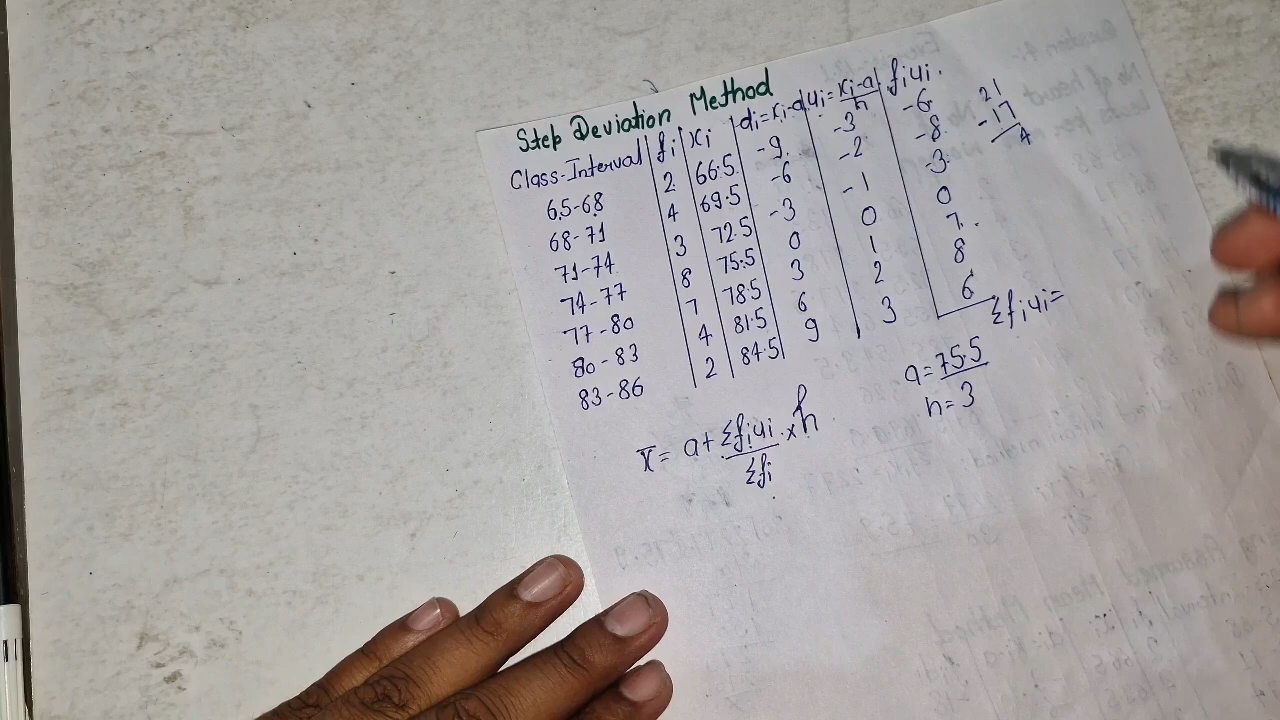 Step Deviation Method
Class-Interval fi xi di=xi-a ui=xi-a/h fiui.
65-68 2 66.5 -9 -3 -6
68-71 4 69.5 -6 -2 -8
71-74 3 72.5 -3 -1 -3
74-77 8 75.5 0 0 0
77-80 7 78.5 3 1 7
80-83 4 81.5 6 2 8
83-86 2 84.5 9 3 6
21
-17
4
Σfiui=
a=75.5
h=3
x̄= a+ Σfiui/Σfi ×h